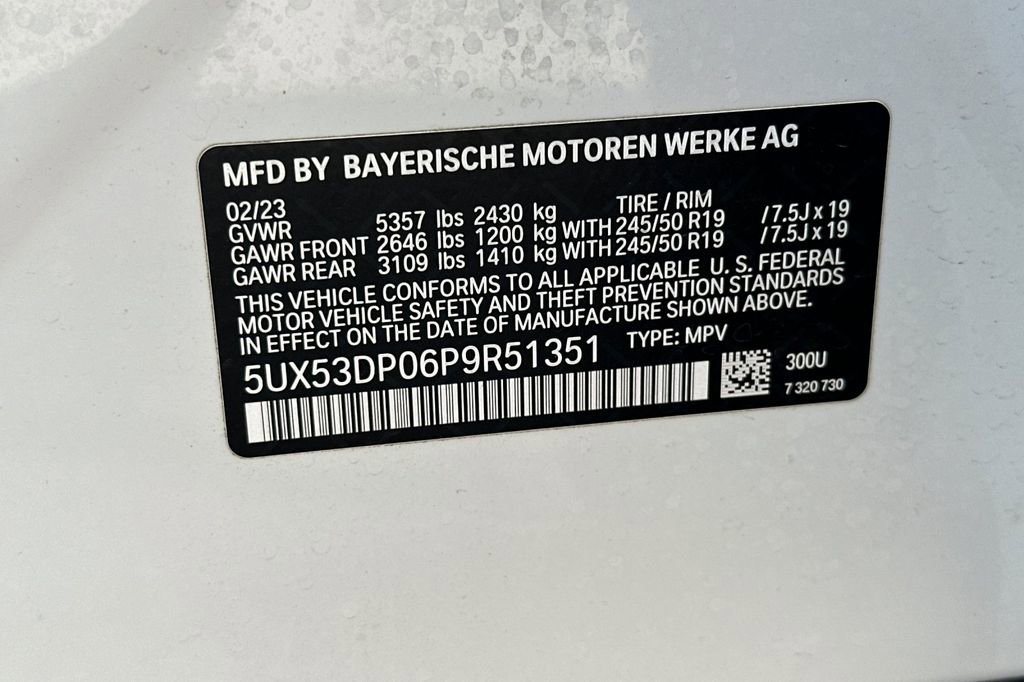 MFD BY BAYERISCHE MOTOREN WERKE AG
02/23 TIRE / RIM
GVWR 5357 lbs 2430 kg
GAWR FRONT 2646 lbs 1200 kg WITH 245/50 R19 /7.5J x 19
GAWR REAR 3109 lbs 1410 kg WITH 245/50 R19 /7.5J x 19
THIS VEHICLE CONFORMS TO ALL APPLICABLE U. S. FEDERAL
MOTOR VEHICLE SAFETY AND THEFT PREVENTION STANDARDS
IN EFFECT ON THE DATE OF MANUFACTURE SHOWN ABOVE.
5UX53DP06P9R51351 TYPE: MPV
300U
7 320 730